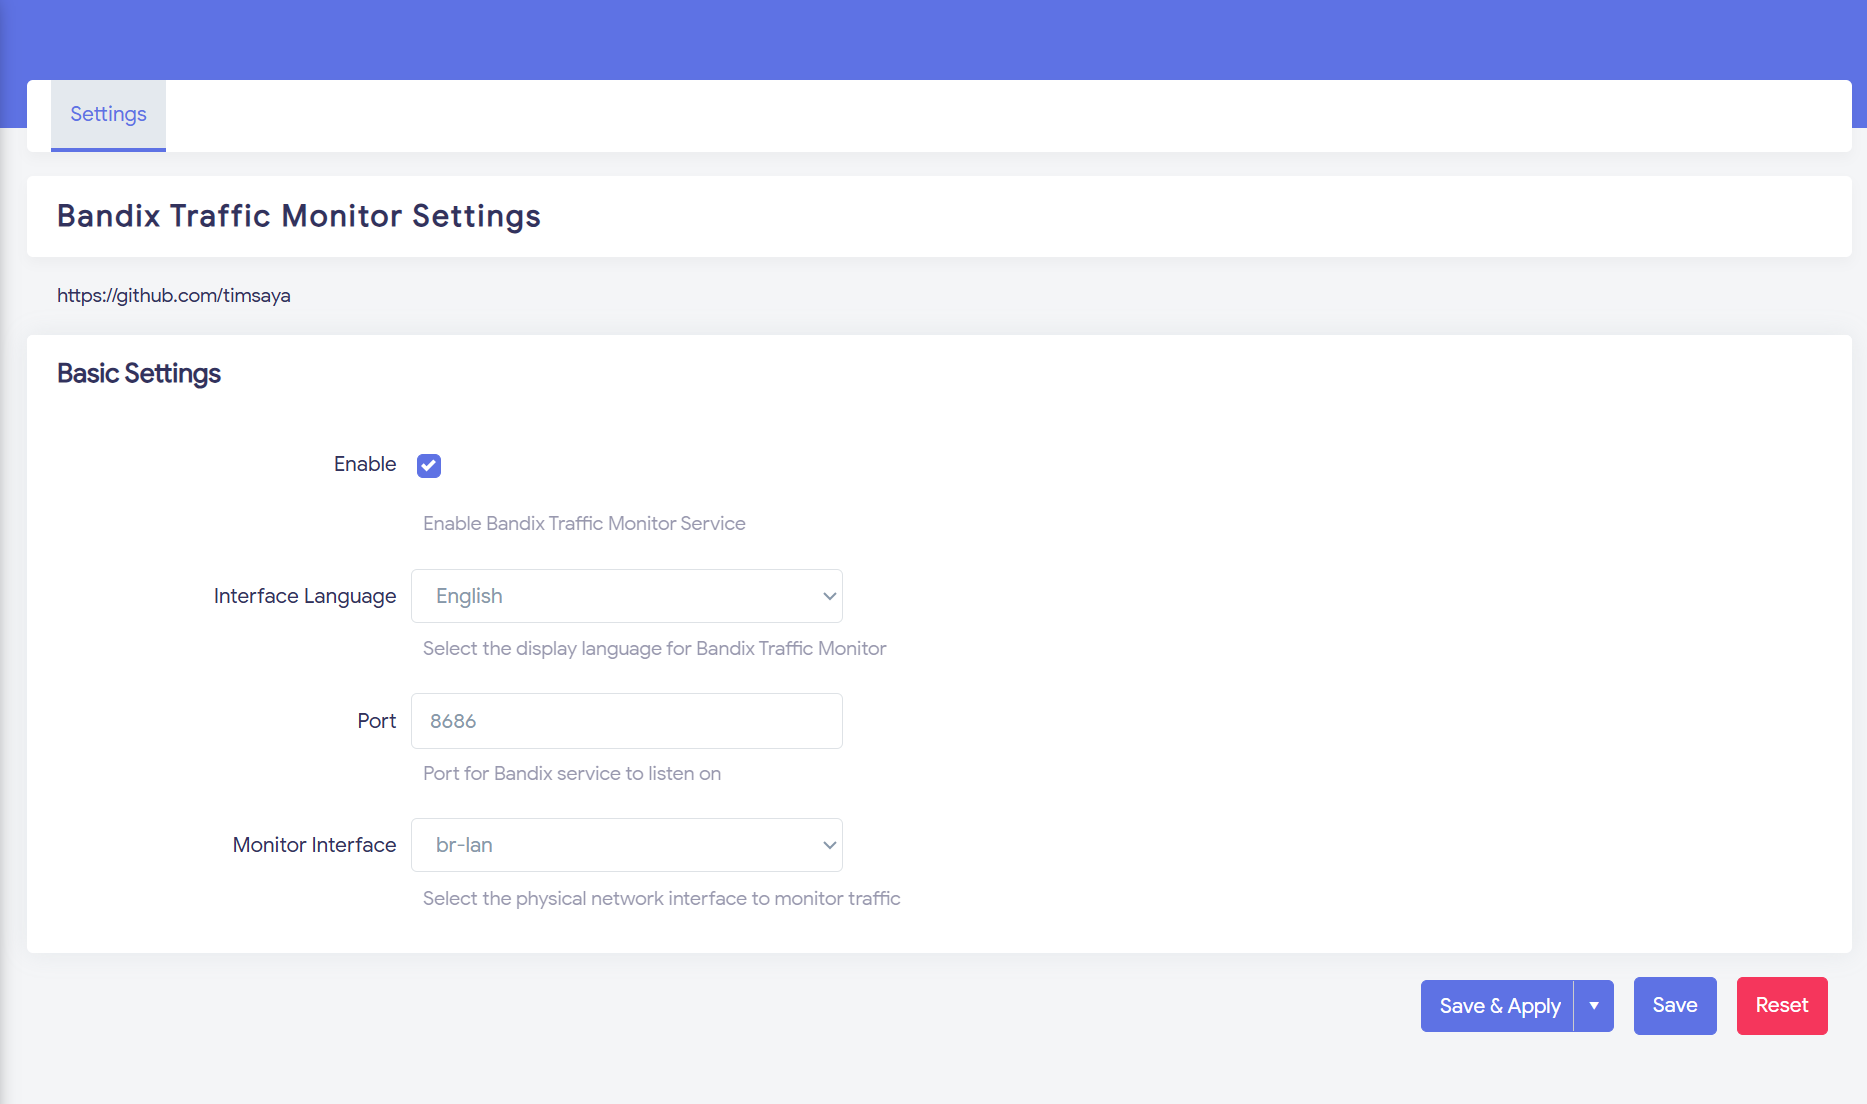 Settings
Bandix Traffic Monitor Settings
https://github.com/timsaya
Basic Settings
Enable
Enable Bandix Traffic Monitor Service
Interface Language English
Select the display language for Bandix Traffic Monitor
Port 8686
Port for Bandix service to listen on
Monitor Interface br-lan
Select the physical network interface to monitor traffic
Save & Apply Save Reset